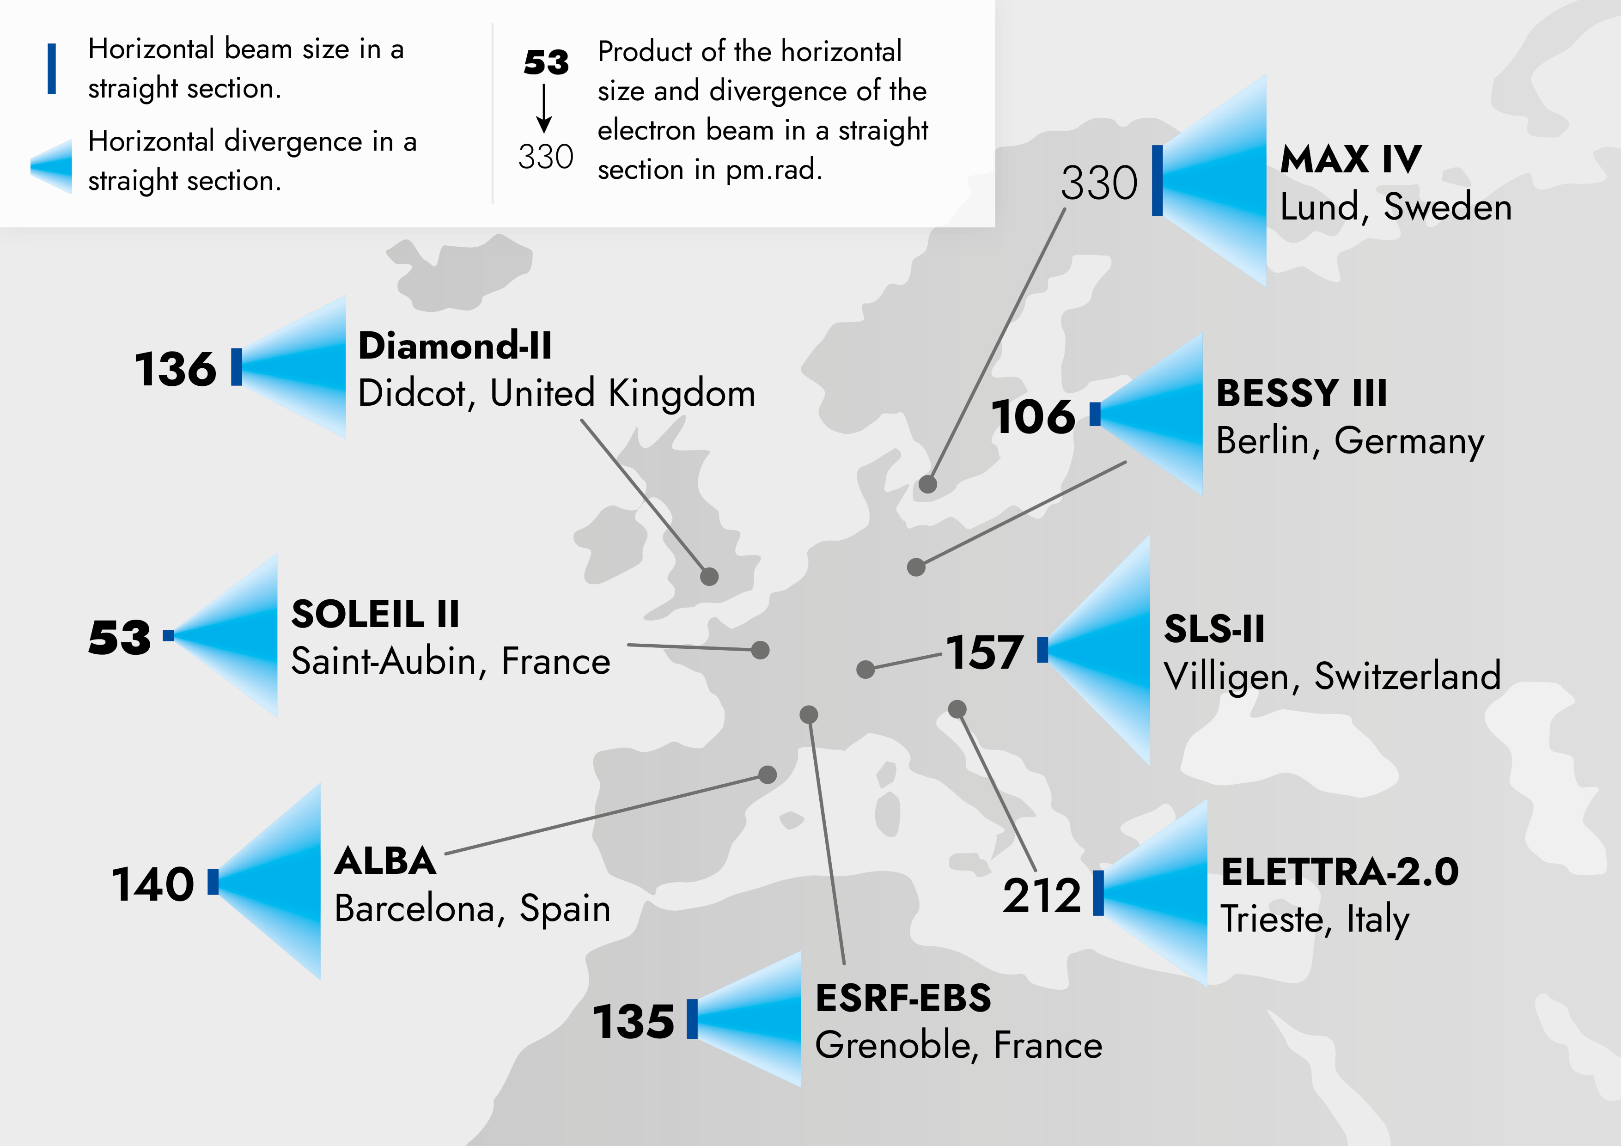 Horizontal beam size in a
straight section.
Horizontal divergence in a
straight section.
53
330
Product of the horizontal
size and divergence of the
electron beam in a straight
section in pm.rad.
330
MAX IV
Lund, Sweden
136
Diamond-II
Didcot, United Kingdom
106
BESSY III
Berlin, Germany
53
SOLEIL II
Saint-Aubin, France
157
SLS-II
Villigen, Switzerland
140
ALBA
Barcelona, Spain
212
ELETTRA-2.0
Trieste, Italy
135
ESRF-EBS
Grenoble, France